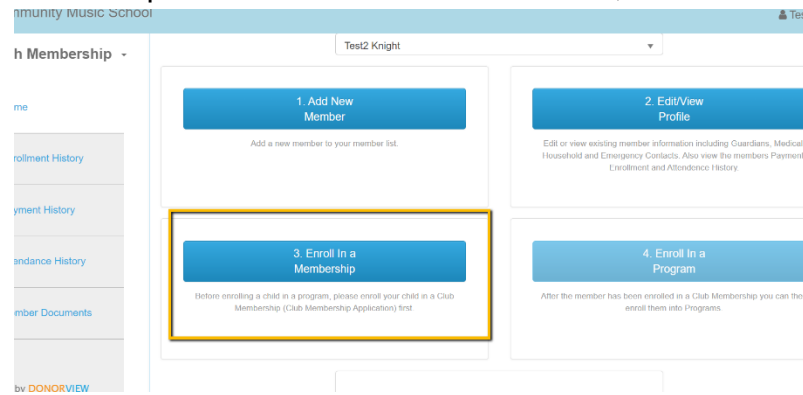 mmunity Music School
Tes
h Membership
Test2 Knight
me
rollment History
yment History
endance History
mber Documents
by DONORVIEW
1. Add New
Member
Add a new member to your member list.
2. Edit/View
Profile
Edit or view existing member information including Guardians, Medical
Household and Emergency Contacts. Also view the members Payment
Enrollment and Attendence History.
3. Enroll In a
Membership
Before enrolling a child in a program, please enroll your child in a Club
Membership (Club Membership Application) first.
4. Enroll In a
Program
After the member has been enrolled in a Club Membership you can the
enroll them into Programs.